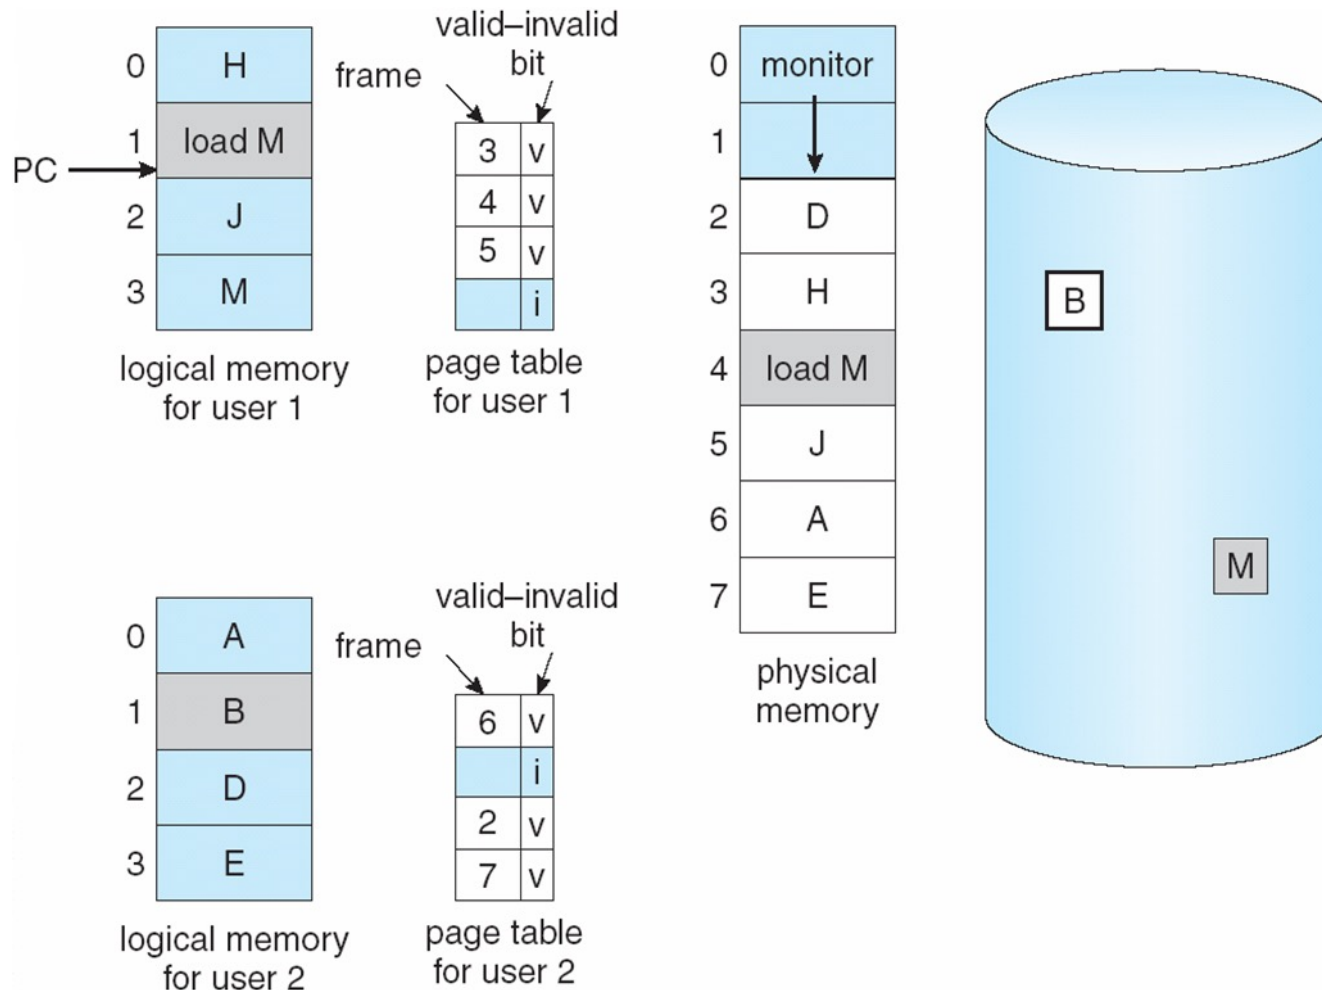 0
H
1
load M
PC
2
J
3
M
logical memory
for user 1
frame
valid–invalid
bit
3 v
4 v
5 v
i
page table
for user 1
0
monitor
1
2
D
3
H
4
load M
5
J
6
A
7
E
physical
memory
B
M
0
A
1
B
2
D
3
E
logical memory
for user 2
frame
valid–invalid
bit
6 v
i
2 v
7 v
page table
for user 2